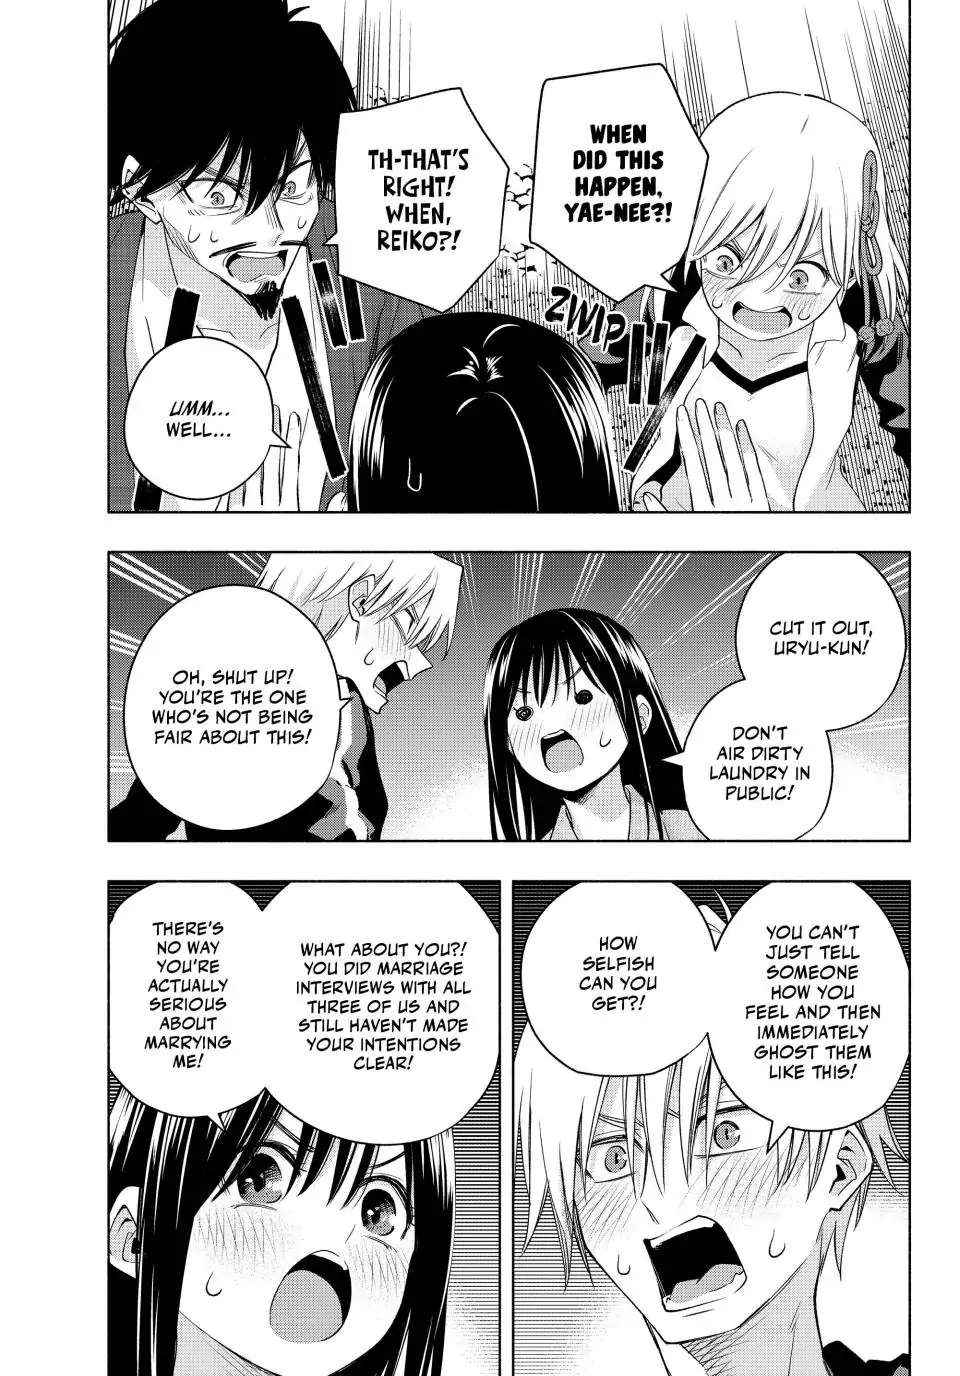 WHEN
DID THIS
HAPPEN,
YAE-NEE?!
TH-THAT'S
RIGHT!
WHEN,
REIKO?!
ZWIP
UMM...
WELL...
CUT IT OUT,
URYU-KUN!
DON'T
AIR DIRTY
LAUNDRY IN
PUBLIC!
OH, SHUT UP!
YOU'RE THE ONE
WHO'S NOT BEING
FAIR ABOUT THIS!
YOU CAN'T
JUST TELL
SOMEONE
HOW YOU
FEEL AND THEN
IMMEDIATELY
GHOST THEM
LIKE THIS!
HOW
SELFISH
CAN YOU
GET?!
WHAT ABOUT YOU?!
YOU DID MARRIAGE
INTERVIEWS WITH ALL
THREE OF US AND
STILL HAVEN'T MADE
YOUR INTENTIONS
CLEAR!
THERE'S
NO WAY
YOU'RE
ACTUALLY
SERIOUS
ABOUT
MARRYING
ME!